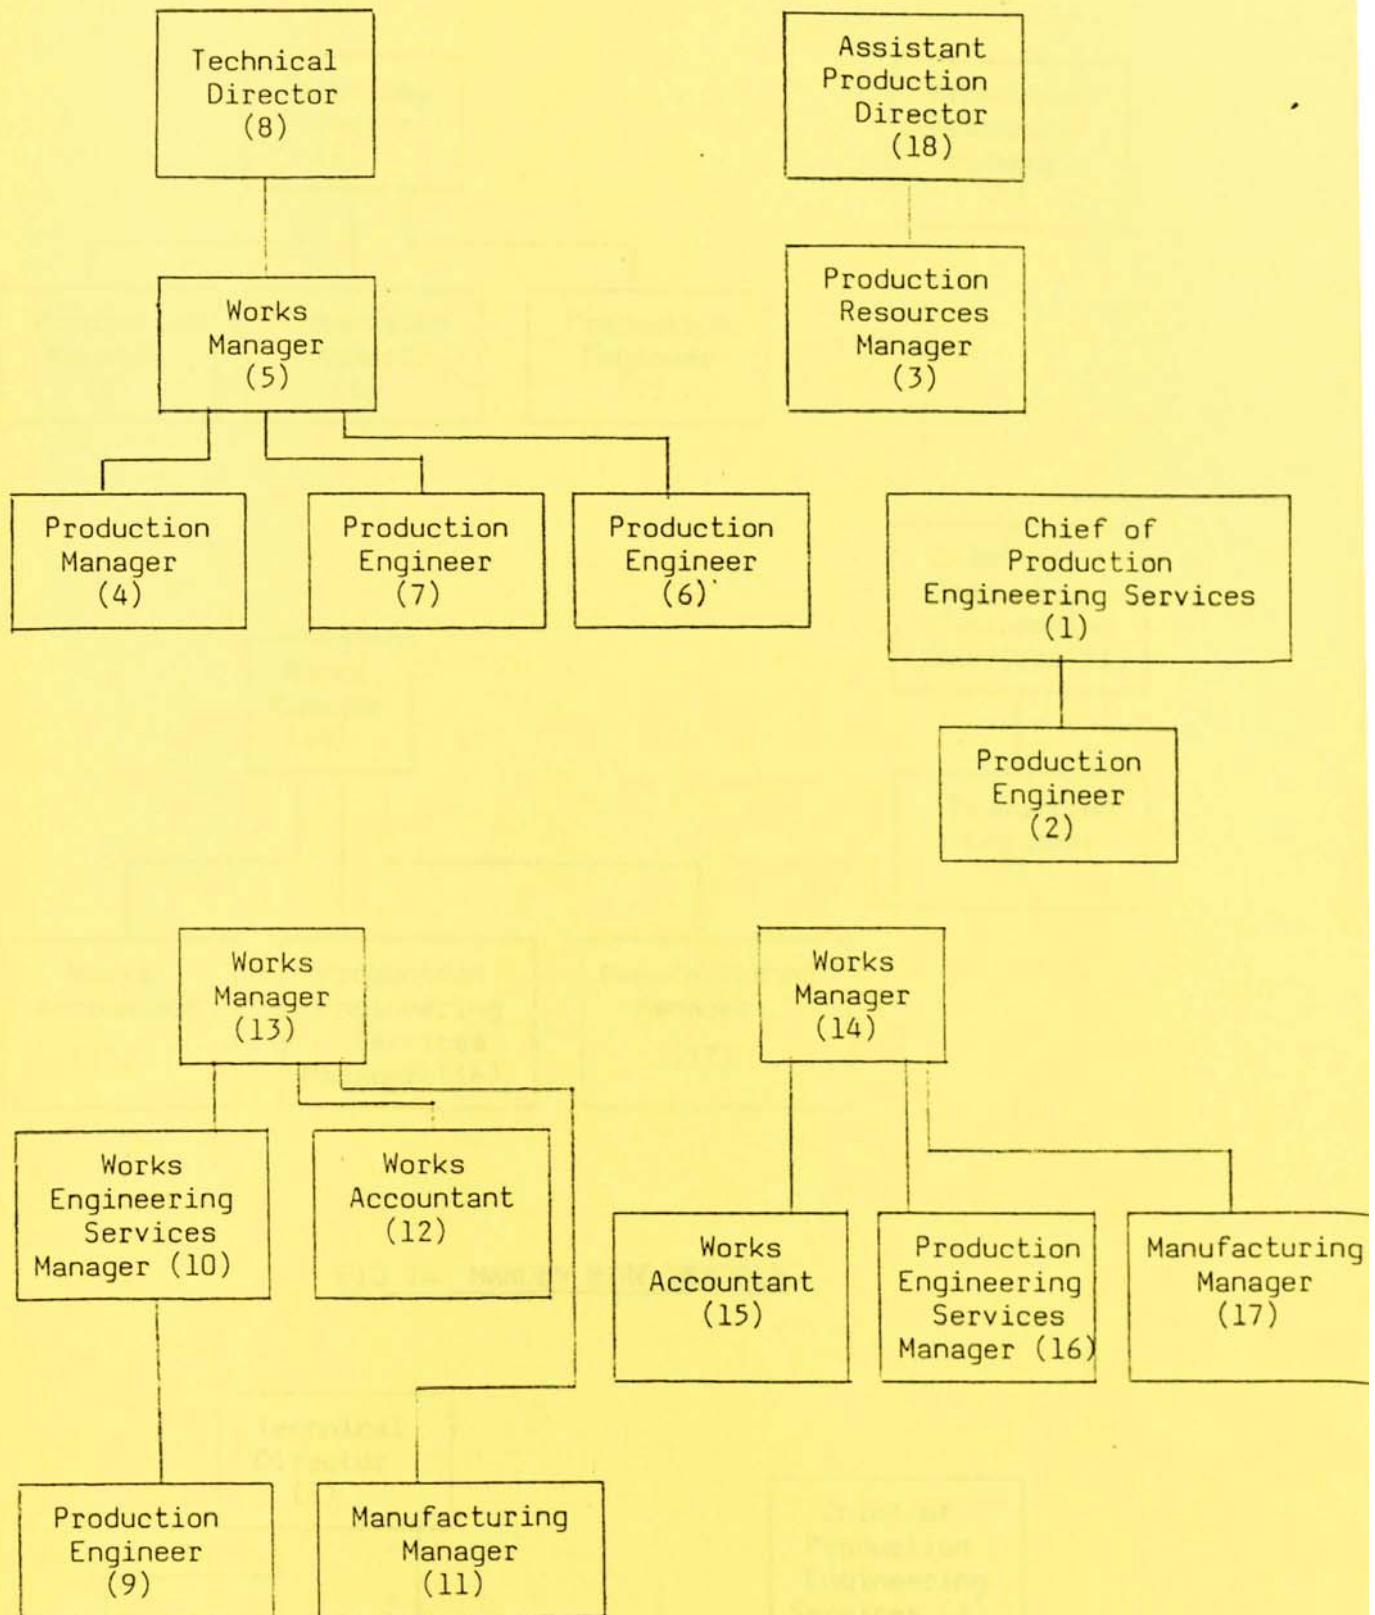 Technical
Director
(8)
Assistant
Production
Director
(18)
Works
Manager
(5)
Production
Resources
Manager
(3)
Production
Manager
(4)
Production
Engineer
(7)
Production
Engineer
(6)
Chief of
Production
Engineering Services
(1)
Production
Engineer
(2)
Works
Manager
(13)
Works
Manager
(14)
Works
Engineering
Services
Manager (10)
Works
Accountant
(12)
Works
Accountant
(15)
Production
Engineering
Services
Manager (16)
Manufacturing
Manager
(17)
Production
Engineer
(9)
Manufacturing
Manager
(11)